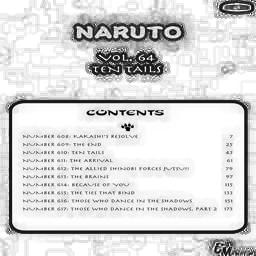 NARUTO
VOL. 64
TEN TAILS
CONTENTS
NUMBER 608: KAKASHI'S RESOLVE 7
NUMBER 609: THE END 25
NUMBER 610: TEN TAILS 43
NUMBER 611: THE ARRIVAL 61
NUMBER 612: THE ALLIED SHINOBI FORCES JUTSU!! 79
NUMBER 613: THE BRAINS 97
NUMBER 614: BECAUSE OF YOU 115
NUMBER 615: THE TIES THAT BIND 133
NUMBER 616: THOSE WHO DANCE IN THE SHADOWS 151
NUMBER 617: THOSE WHO DANCE IN THE SHADOWS, PART 2 173